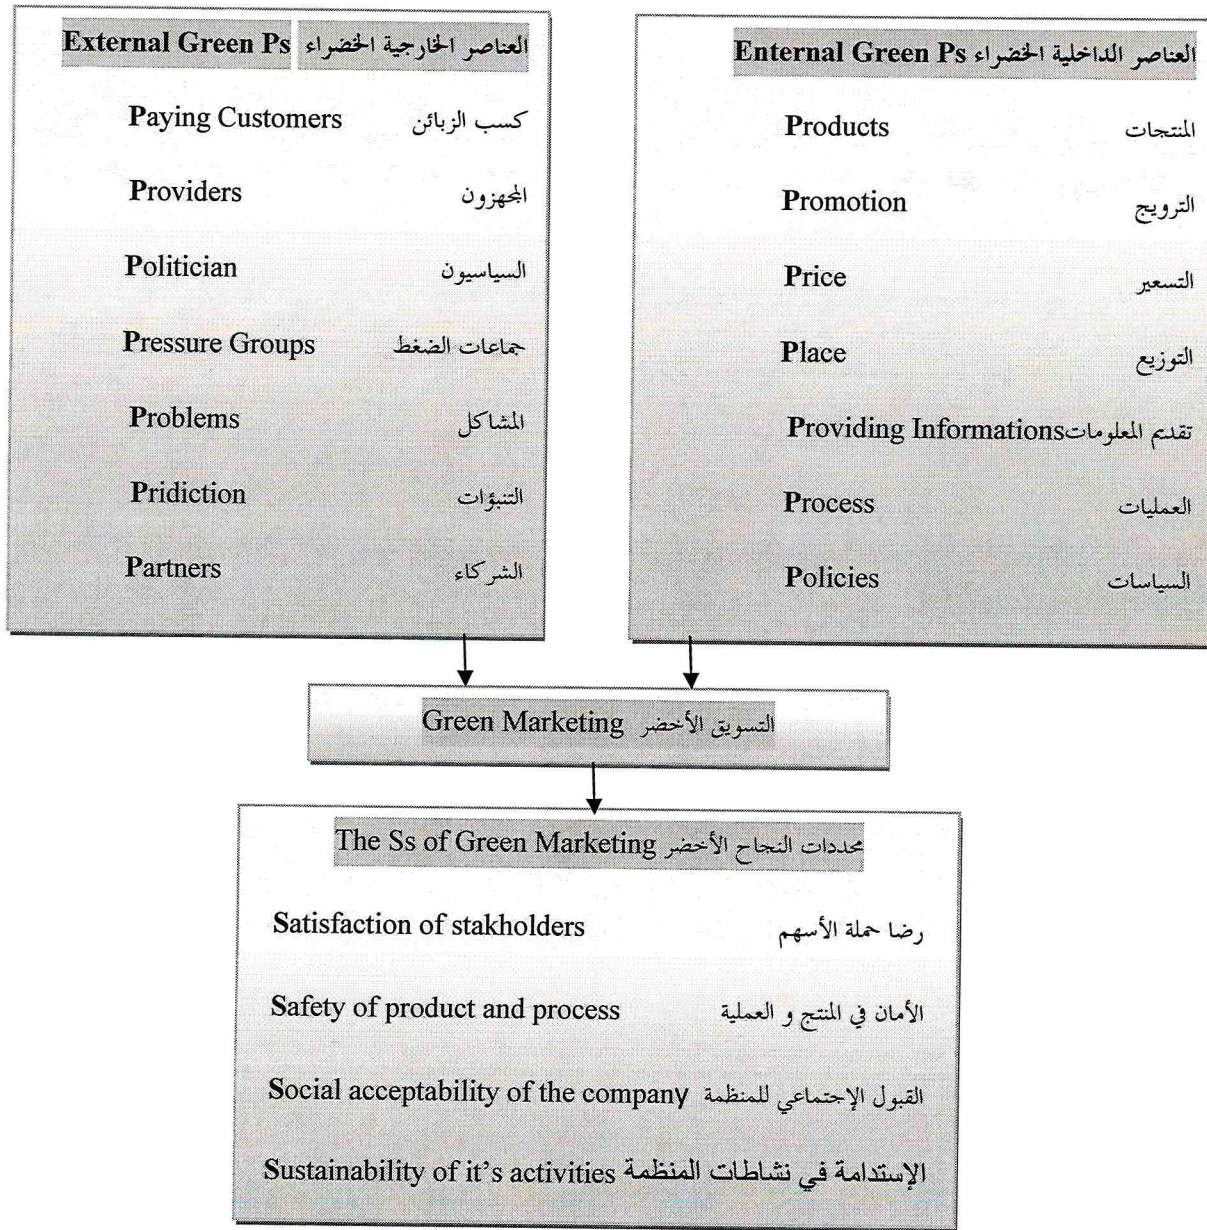 External Green Ps العناصر الخارجية الخضراء
Paying Customers كسب الزبائن
Providers المجهزون
Politician السياسيون
Pressure Groups جماعات الضغط
Problems المشاكل
Pridiction التنبؤات
Partners الشركاء
Enternal Green Ps العناصر الداخلية الخضراء
Products المنتجات
Promotion الترويج
Price التسعير
Place التوزيع
Providing Informations تقديم المعلومات
Process العمليات
Policies السياسات
Green Marketing التسويق الأخضر
The Ss of Green Marketing محددات النجاح الأخضر
Satisfaction of stakholders رضا حملة الأسهم
Safety of product and process الأمان في المنتج و العملية
Social acceptability of the company القبول الإجتماعي للمنظمة
Sustainability of it's activities الإستدامة في نشاطات المنظمة